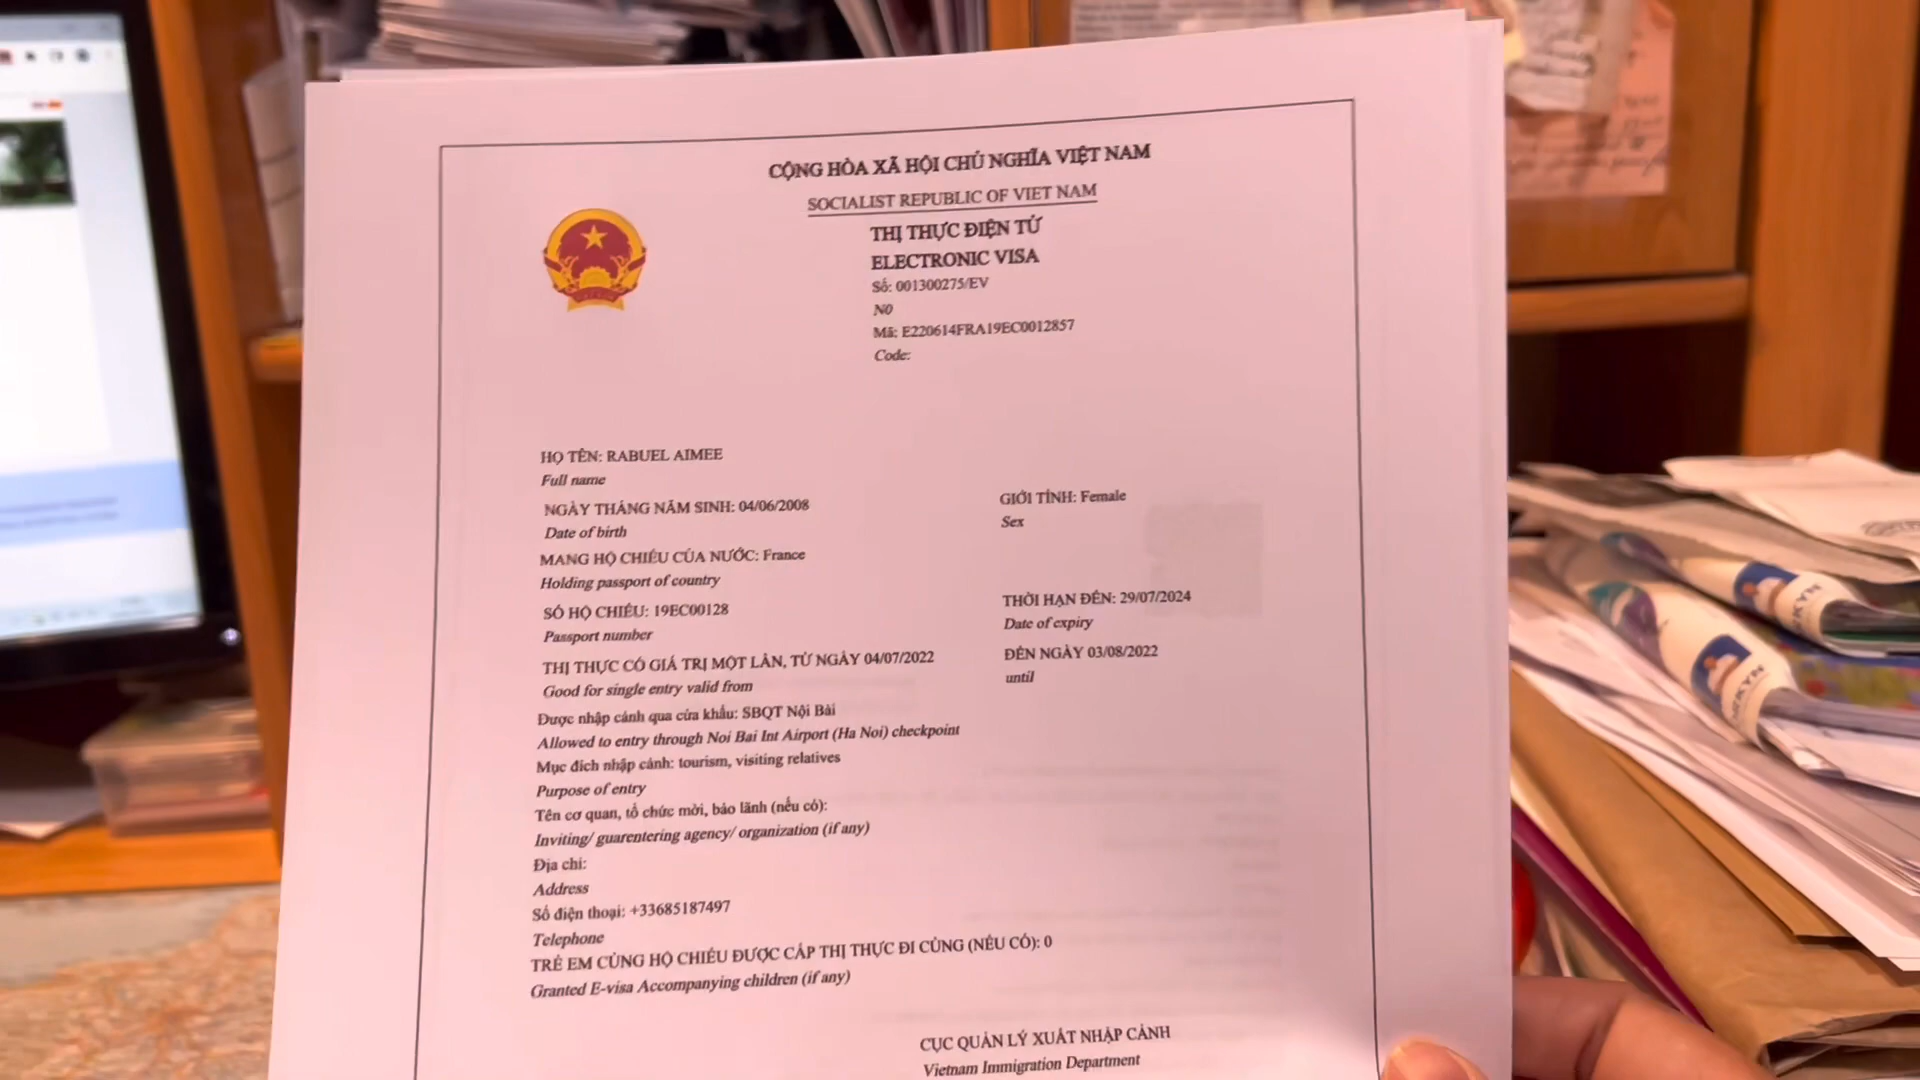 CỘNG HÒA XÃ HỘI CHỦ NGHĨA VIỆT NAM
SOCIALIST REPUBLIC OF VIET NAM
THỊ THỰC ĐIỆN TỬ
ELECTRONIC VISA
Số: 001300275/EV
N0
Mã: E220614FRA19EC0012857
Code:
HỌ TÊN: RABUEL AIMEE
Full name
NGÀY THÁNG NĂM SINH: 04/06/2008
GIỚI TÍNH: Female
Date of birth
Sex
MANG HỘ CHIẾU CỦA NƯỚC: France
Holding passport of country
SỐ HỘ CHIẾU: 19EC00128
THỜI HẠN ĐẾN: 29/07/2024
Passport number
Date of expiry
THỊ THỰC CÓ GIÁ TRỊ MỘT LẦN, TỪ NGÀY 04/07/2022
ĐẾN NGÀY 03/08/2022
Good for single entry valid from
until
Được nhập cảnh qua cửa khẩu: SBQT Nội Bài
Allowed to entry through Noi Bai Int Airport (Ha Noi) checkpoint
Mục đích nhập cảnh: tourism, visiting relatives
Purpose of entry
Tên cơ quan, tổ chức mời, bảo lãnh (nếu có):
Inviting/ guarentering agency/ organization (if any)
Địa chỉ:
Address
Số điện thoại: +33685187497
Telephone
TRẺ EM CÙNG HỘ CHIẾU ĐƯỢC CẤP THỊ THỰC ĐI CÙNG (NẾU CÓ): 0
Granted E-visa Accompanying children (if any)
CỤC QUẢN LÝ XUẤT NHẬP CẢNH
Vietnam Immigration Department